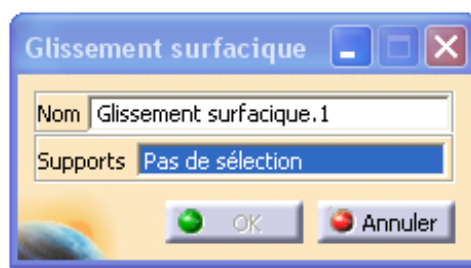 Glissement surfacique
Nom Glissement surfacique.1
Supports Pas de sélection
OK Annuler